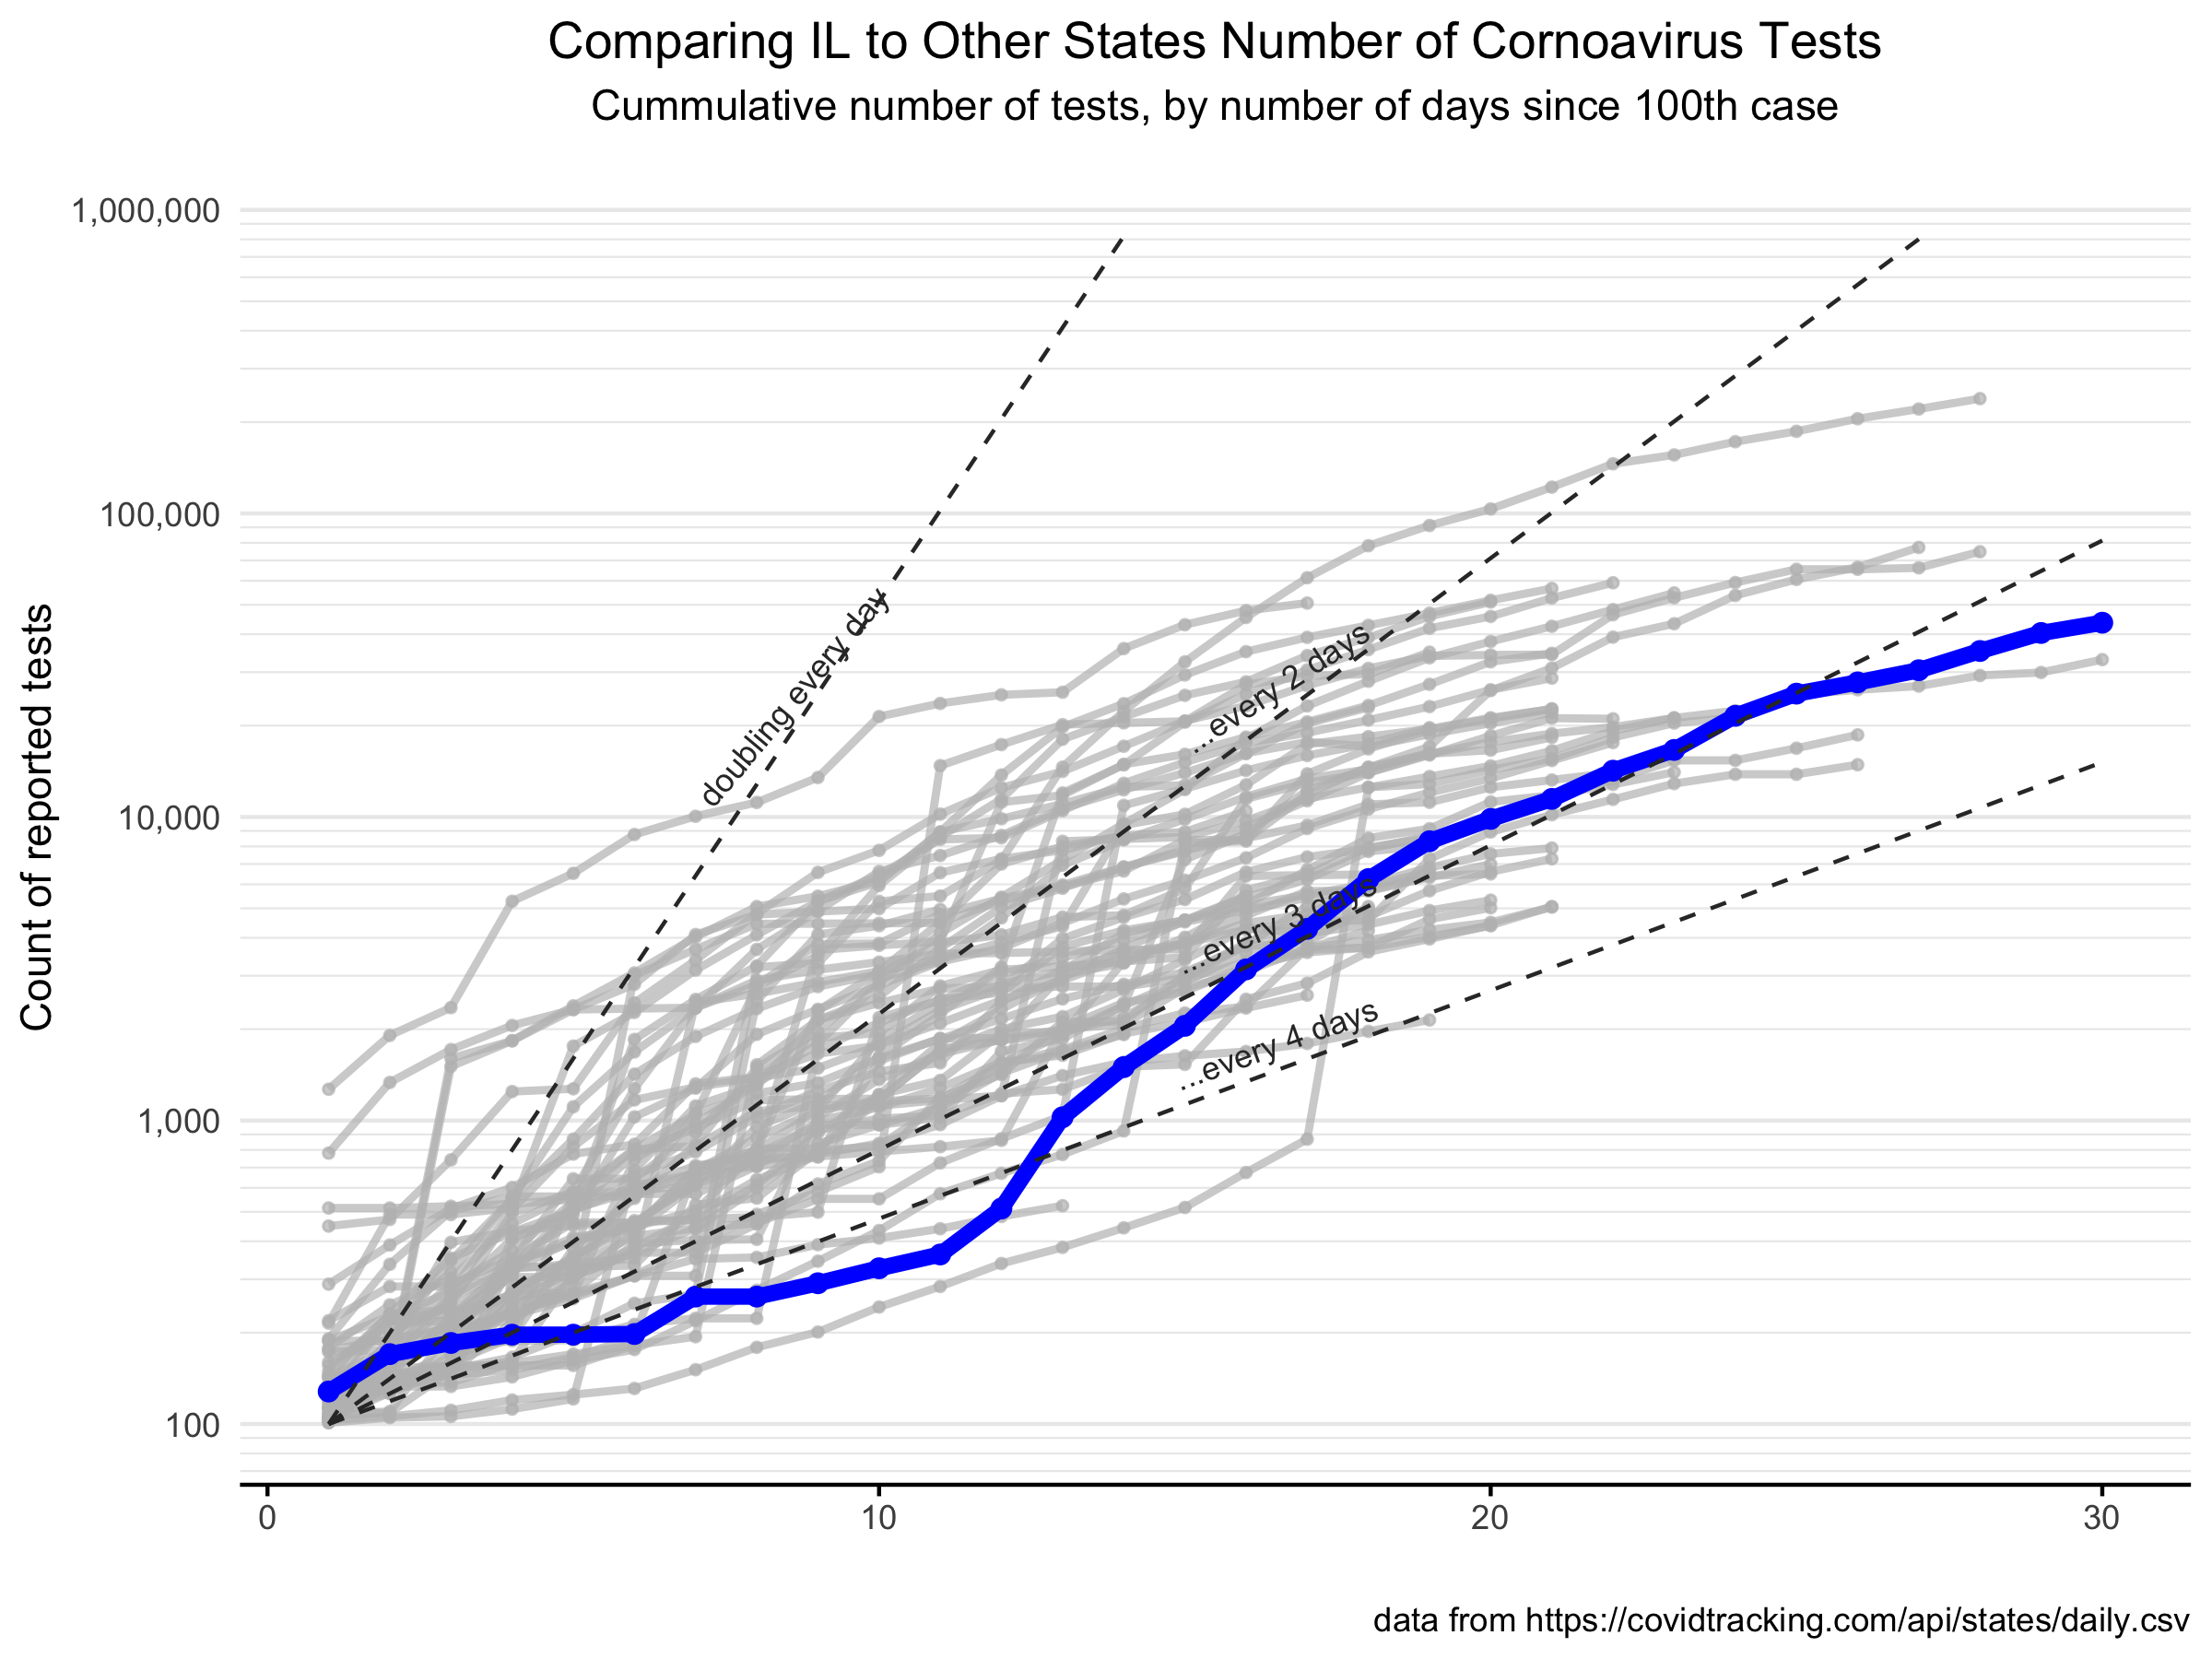 Comparing IL to Other States Number of Cornoavirus Tests
Cummulative number of tests, by number of days since 100th case
1,000,000
100,000
10,000
1,000
100
Count of reported tests
doubling every day
...every 2 days
...every 3 days
...every 4 days
0
10
20
30
data from https://covidtracking.com/api/states/daily.csv